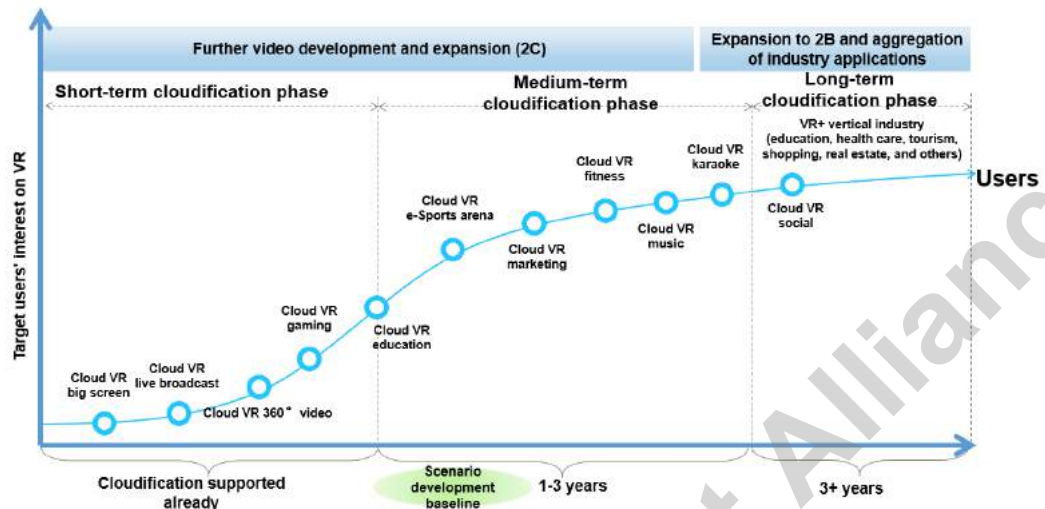 Further video development and expansion (2C)
Expansion to 2B and aggregation
of industry applications
Short-term cloudification phase
Medium-term
cloudification phase
Long-term
cloudification phase
VR+ vertical industry
(education, health care, tourism,
shopping, real estate, and others)
Users
Target users' interest on VR
Cloud VR
big screen
Cloud VR
live broadcast
Cloud VR 360° video
Cloud VR
gaming
Cloud VR
education
Cloud VR
e-Sports arena
Cloud VR
marketing
Cloud VR
fitness
Cloud VR
music
Cloud VR
karaoke
Cloud VR
social
Cloudification supported
already
Scenario
development
baseline
1-3 years
3+ years